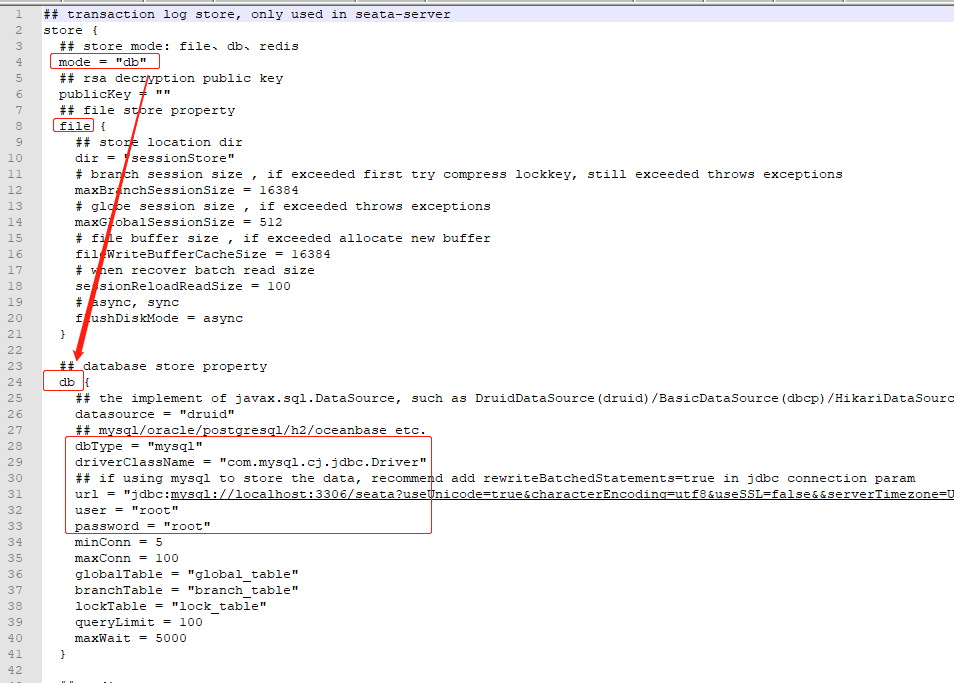 1 ## transaction log store, only used in seata-server
2 store {
3 ## store mode: file、db、redis
4 mode = "db"
5 ## rsa decryption public key
6 publicKey = ""
7 ## file store property
8 file {
9 ## store location dir
10 dir = "sessionStore"
11 # branch session size , if exceeded first try compress lockkey, still exceeded throws exceptions
12 maxBranchSessionSize = 16384
13 # globe session size , if exceeded throws exceptions
14 maxGlobalSessionSize = 512
15 # file buffer size , if exceeded allocate new buffer
16 fileWriteBufferCacheSize = 16384
17 # when recover batch read size
18 sessionReloadReadSize = 100
19 # async, sync
20 flushDiskMode = async
21 }
22
23 ## database store property
24 db {
25 ## the implement of javax.sql.DataSource, such as DruidDataSource(druid)/BasicDataSource(dbcp)/HikariDataSourc
26 datasource = "druid"
27 ## mysql/oracle/postgresql/h2/oceanbase etc.
28 dbType = "mysql"
29 driverClassName = "com.mysql.cj.jdbc.Driver"
30 ## if using mysql to store the data, recommend add rewriteBatchedStatements=true in jdbc connection param
31 url = "jdbc:mysql://localhost:3306/seata?useUnicode=true&characterEncoding=utf8&useSSL=false&&serverTimezone=U
32 user = "root"
33 password = "root"
34 minConn = 5
35 maxConn = 100
36 globalTable = "global_table"
37 branchTable = "branch_table"
38 lockTable = "lock_table"
39 queryLimit = 100
40 maxWait = 5000
41 }
42